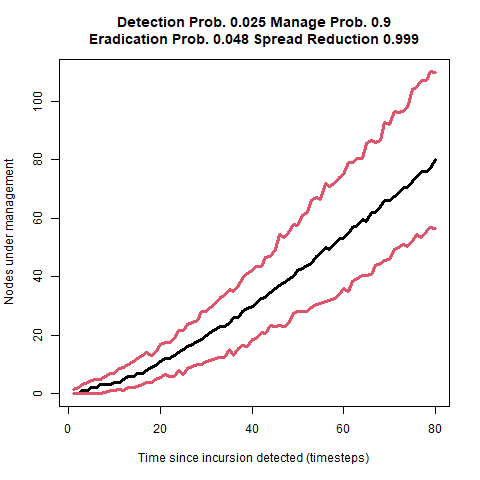 Detection Prob. 0.025 Manage Prob. 0.9
Eradication Prob. 0.048 Spread Reduction 0.999
Nodes under management
100
80
60
40
20
0
0 20 40 60 80
Time since incursion detected (timesteps)